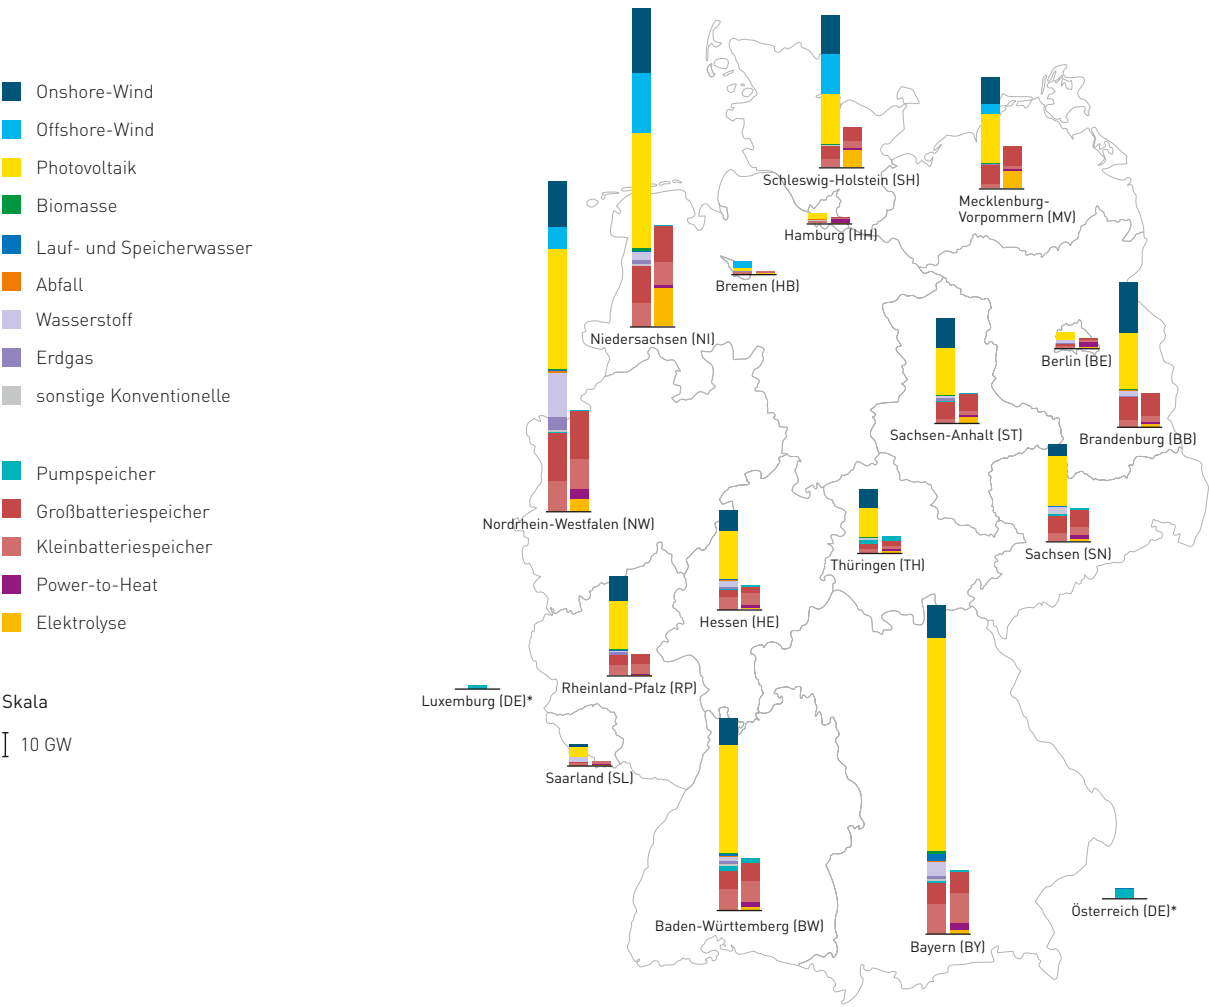 Onshore-Wind
Offshore-Wind
Photovoltaik
Biomasse
Lauf- und Speicherwasser
Abfall
Wasserstoff
Erdgas
sonstige Konventionelle
Pumpspeicher
Großbatteriespeicher
Kleinbatteriespeicher
Power-to-Heat
Elektrolyse
Skala
10 GW
Schleswig-Holstein (SH)
Mecklenburg-
Vorpommern (MV)
Hamburg (HH)
Bremen (HB)
Niedersachsen (NI)
Berlin (BE)
Sachsen-Anhalt (ST)
Brandenburg (BB)
Nordrhein-Westfalen (NW)
Sachsen (SN)
Thüringen (TH)
Hessen (HE)
Rheinland-Pfalz (RP)
Luxemburg (DE)*
Saarland (SL)
Österreich (DE)*
Baden-Württemberg (BW)
Bayern (BY)